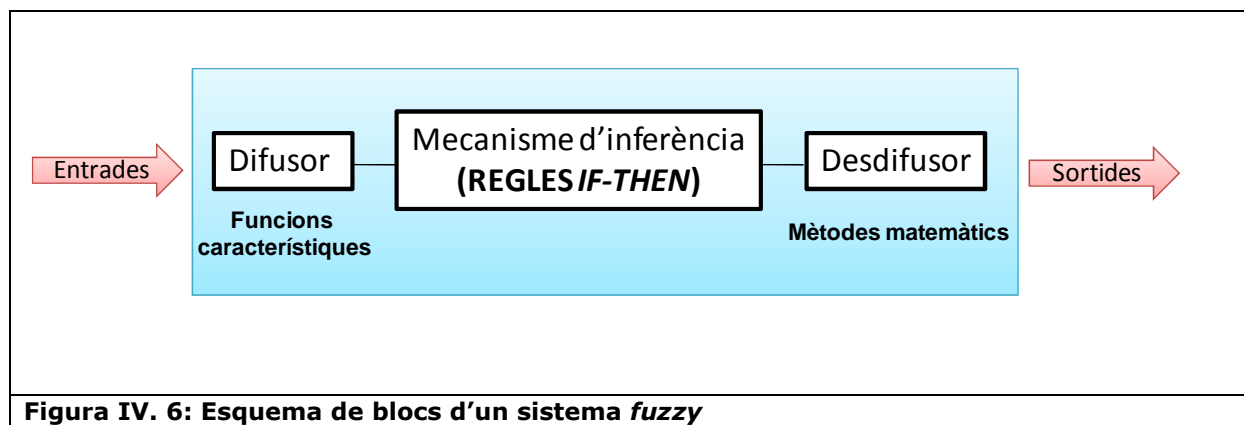 Entrades
Difusor
Funcions
característiques
Mecanisme d'inferència
(REGLES IF-THEN)
Desdifusor
Mètodes matemàtics
Sortides
Figura IV. 6: Esquema de blocs d'un sistema fuzzy